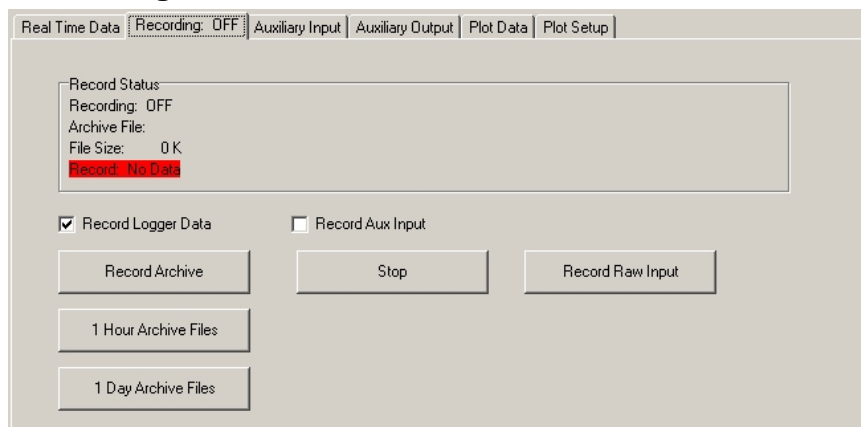 Real Time Data Recording: OFF Auxiliary Input Auxiliary Output Plot Data Plot Setup
Record Status
Recording: OFF
Archive File:
File Size: 0 K
Record: No Data
Record Logger Data Record Aux Input
Record Archive Stop Record Raw Input
1 Hour Archive Files
1 Day Archive Files